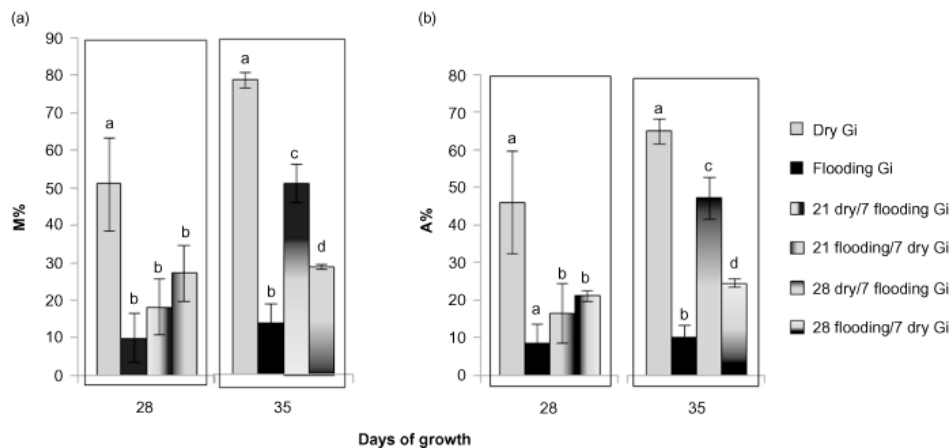 (a)
M%
90
80
70
60
50
40
30
20
10
0
a
b
b
b
a
b
c
d
28
35
(b)
A%
80
70
60
50
40
30
20
10
0
a
a
b
b
a
b
c
d
28
35
Days of growth
Dry Gi
Flooding Gi
21 dry/7 flooding Gi
21 flooding/7 dry Gi
28 dry/7 flooding Gi
28 flooding/7 dry Gi